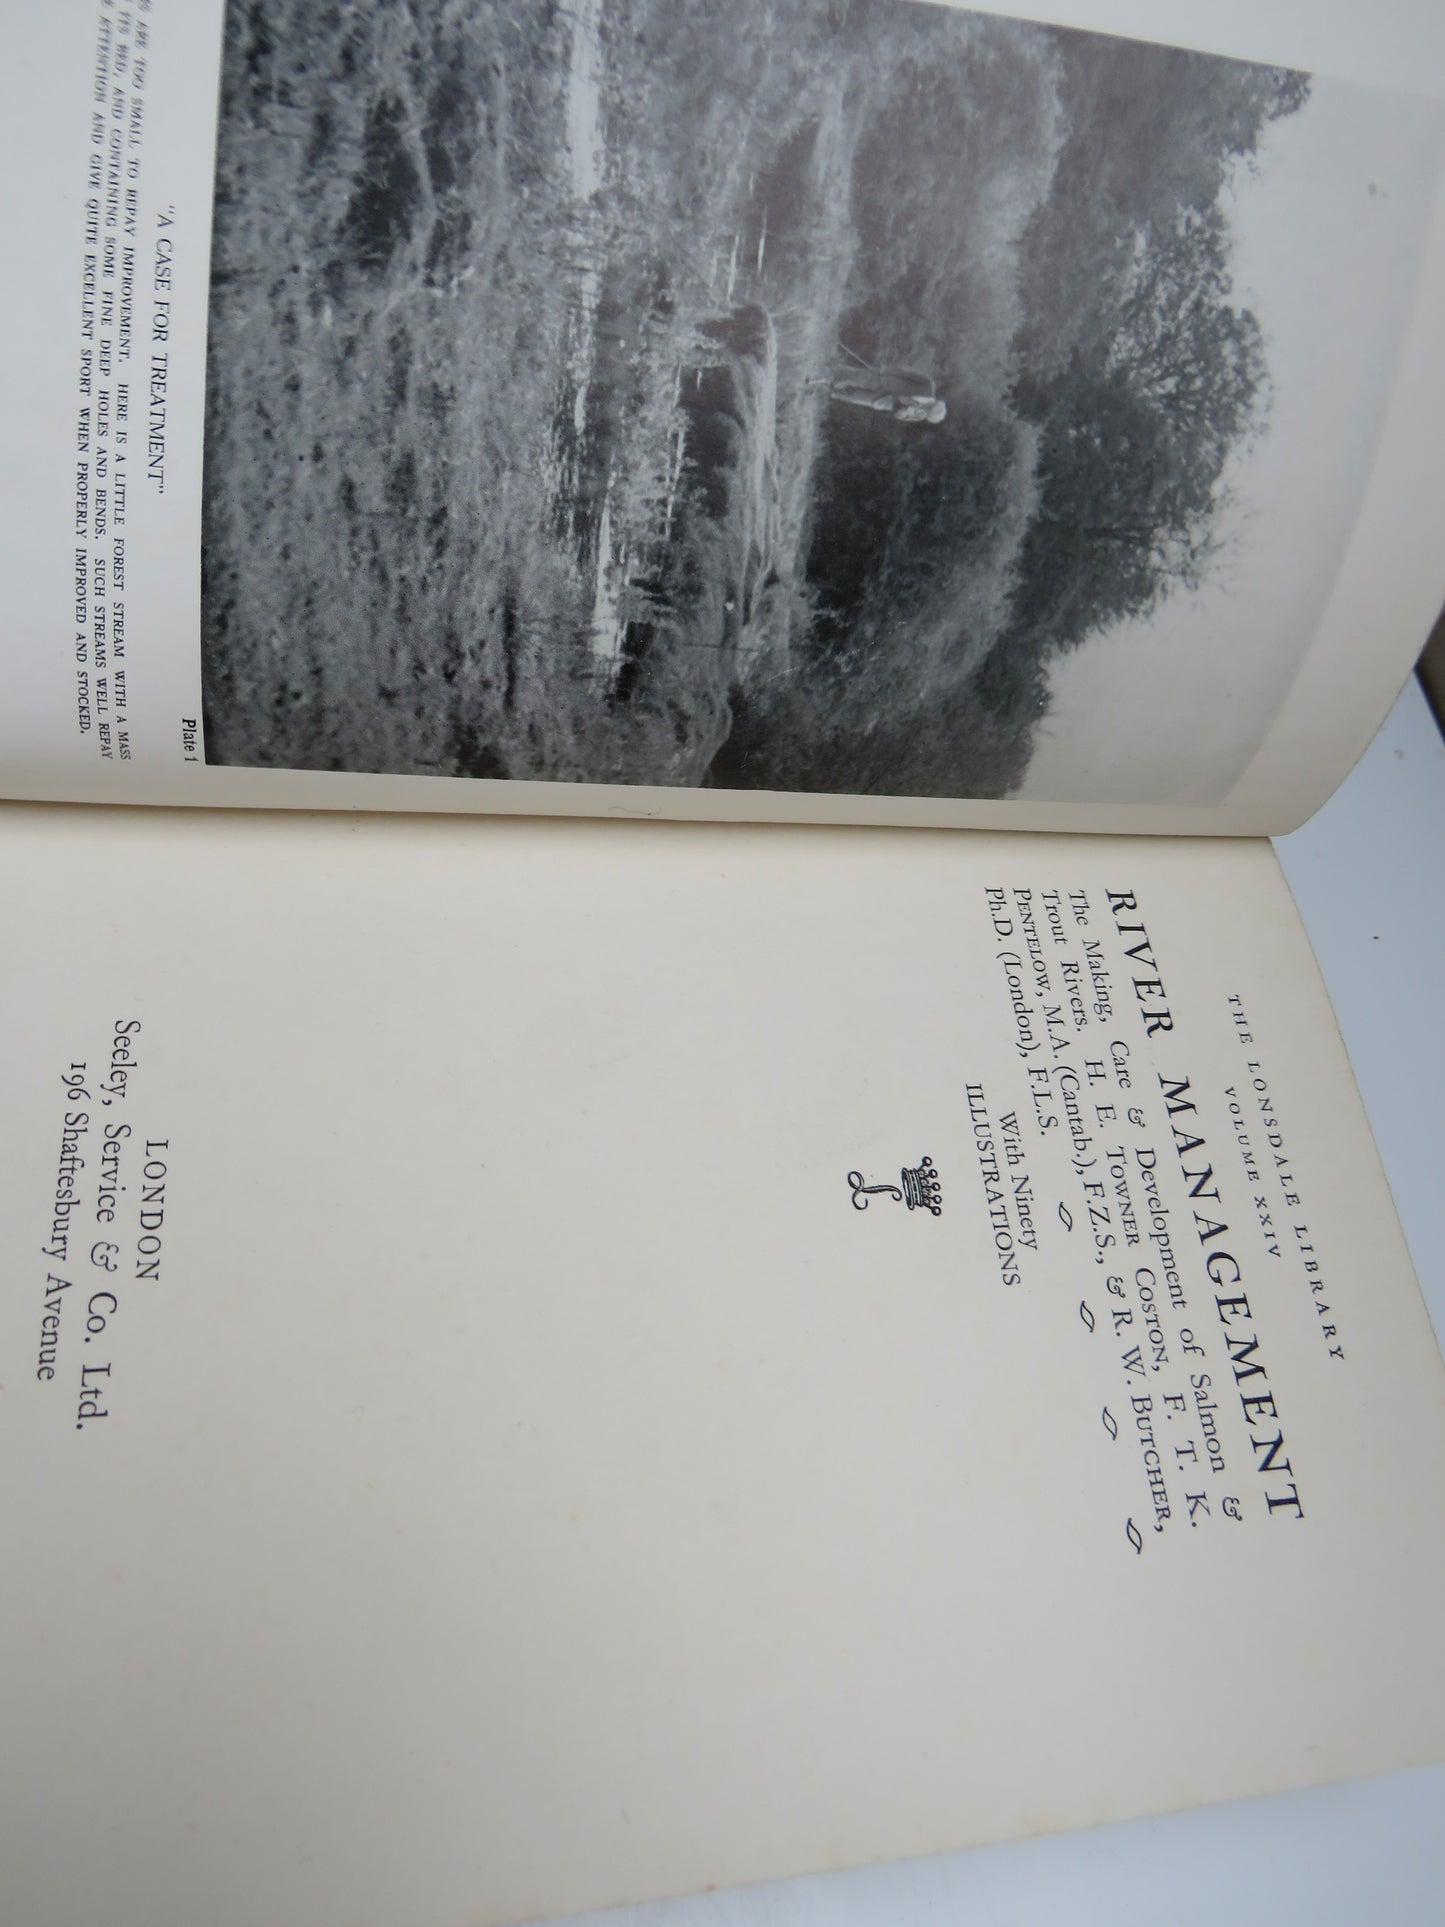 Plate 1
"A CASE FOR TREATMENT"
ARE TOO SMALL TO REPAY IMPROVEMENT. HERE IS A LITTLE FOREST STREAM WITH A MASS
ITS BED, AND CONTAINING SOME FINE DEEP HOLES AND BENDS. SUCH STREAMS WELL REPAY
ATTENTION AND GIVE QUITE EXCELLENT SPORT WHEN PROPERLY IMPROVED AND STOCKED.
THE LONSDALE LIBRARY
VOLUME XXIV
RIVER MANAGEMENT
The Making, Care & Development of Salmon &
Trout Rivers. H. E. TOWNER COSTON, F. T. K.
PENTELOW, M.A. (Cantab.), F.Z.S., & R. W. BUTCHER,
Ph.D. (London), F.L.S.
With Ninety
ILLUSTRATIONS
L
LONDON
Seeley, Service & Co. Ltd.
196 Shaftesbury Avenue